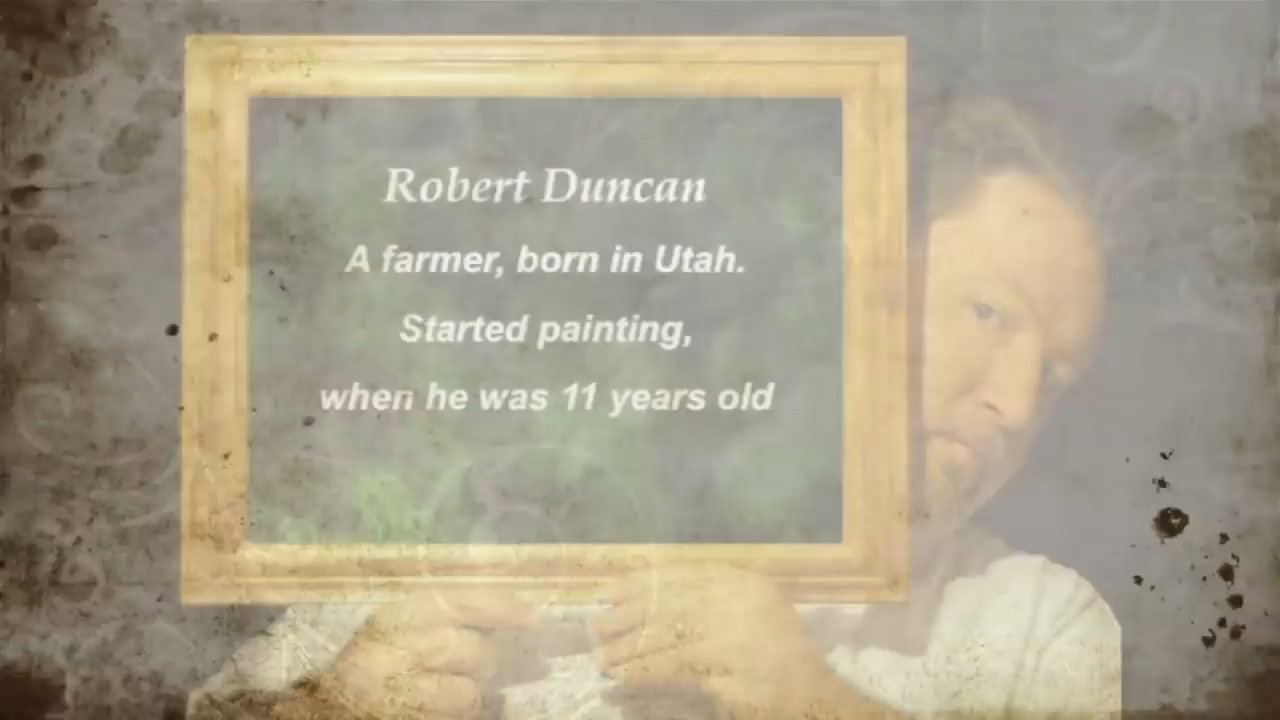 Robert Duncan
A farmer, born in Utah.
Started painting,
when he was 11 years old